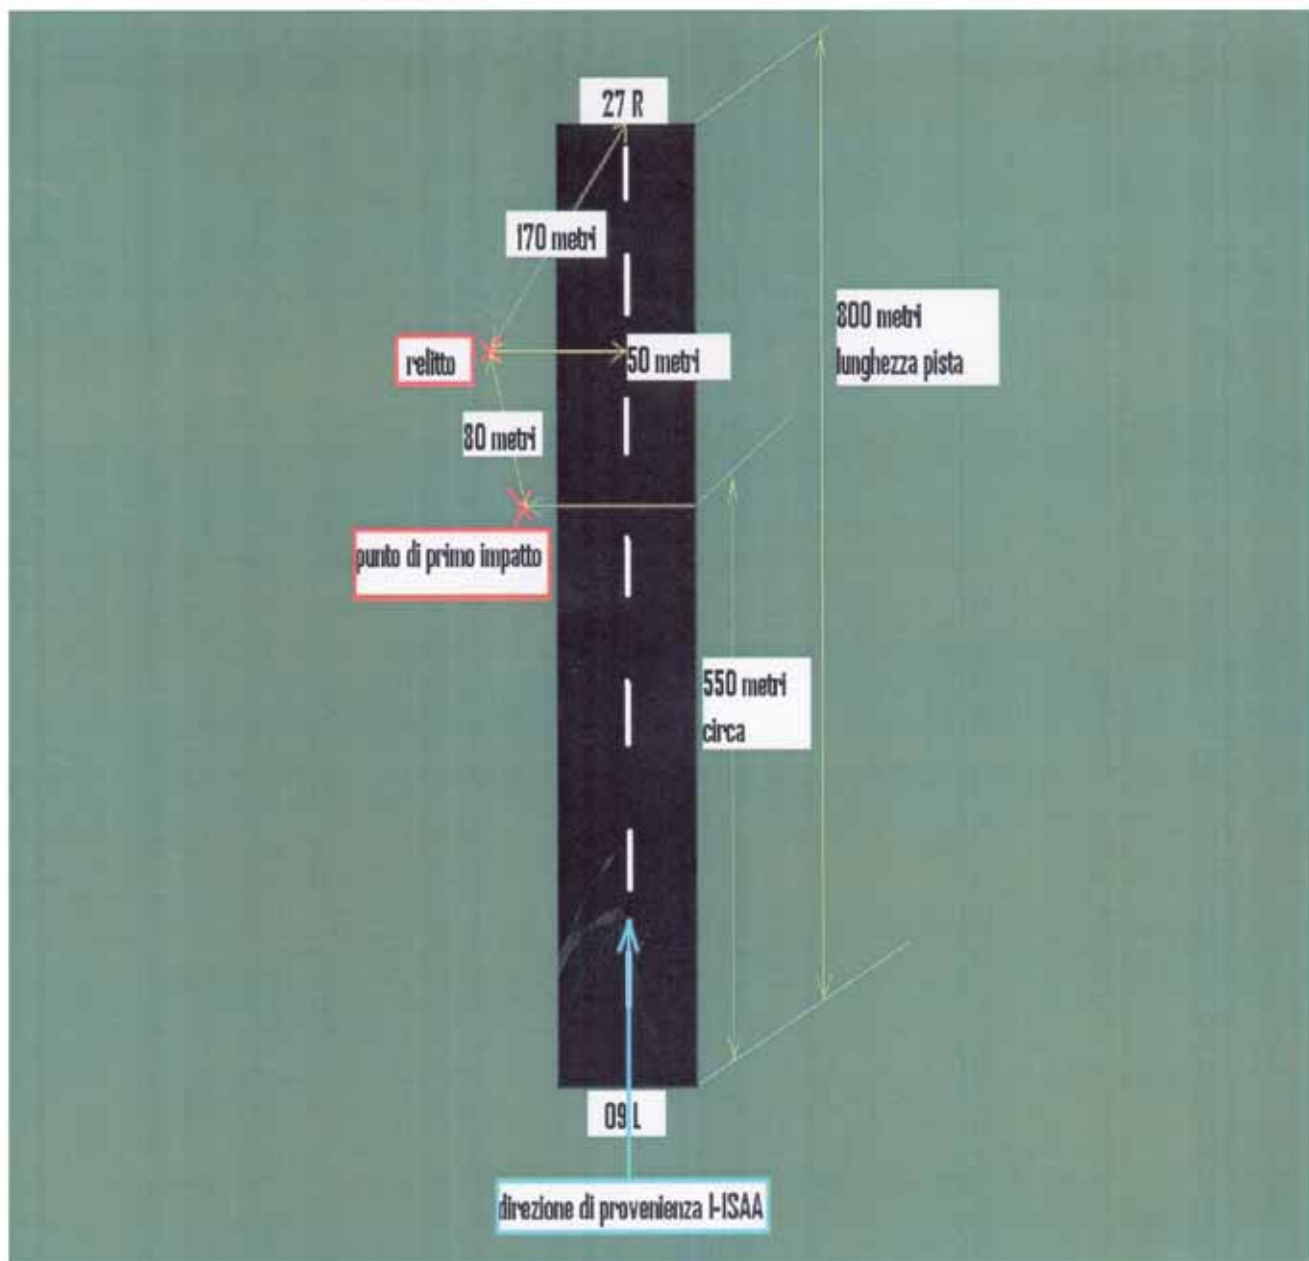 27 R
170 metri
800 metri
lunghezza pista
relitto
50 metri
80 metri
punto di primo impatto
550 metri
circa
09L
direzione di provenienza I-ISAA